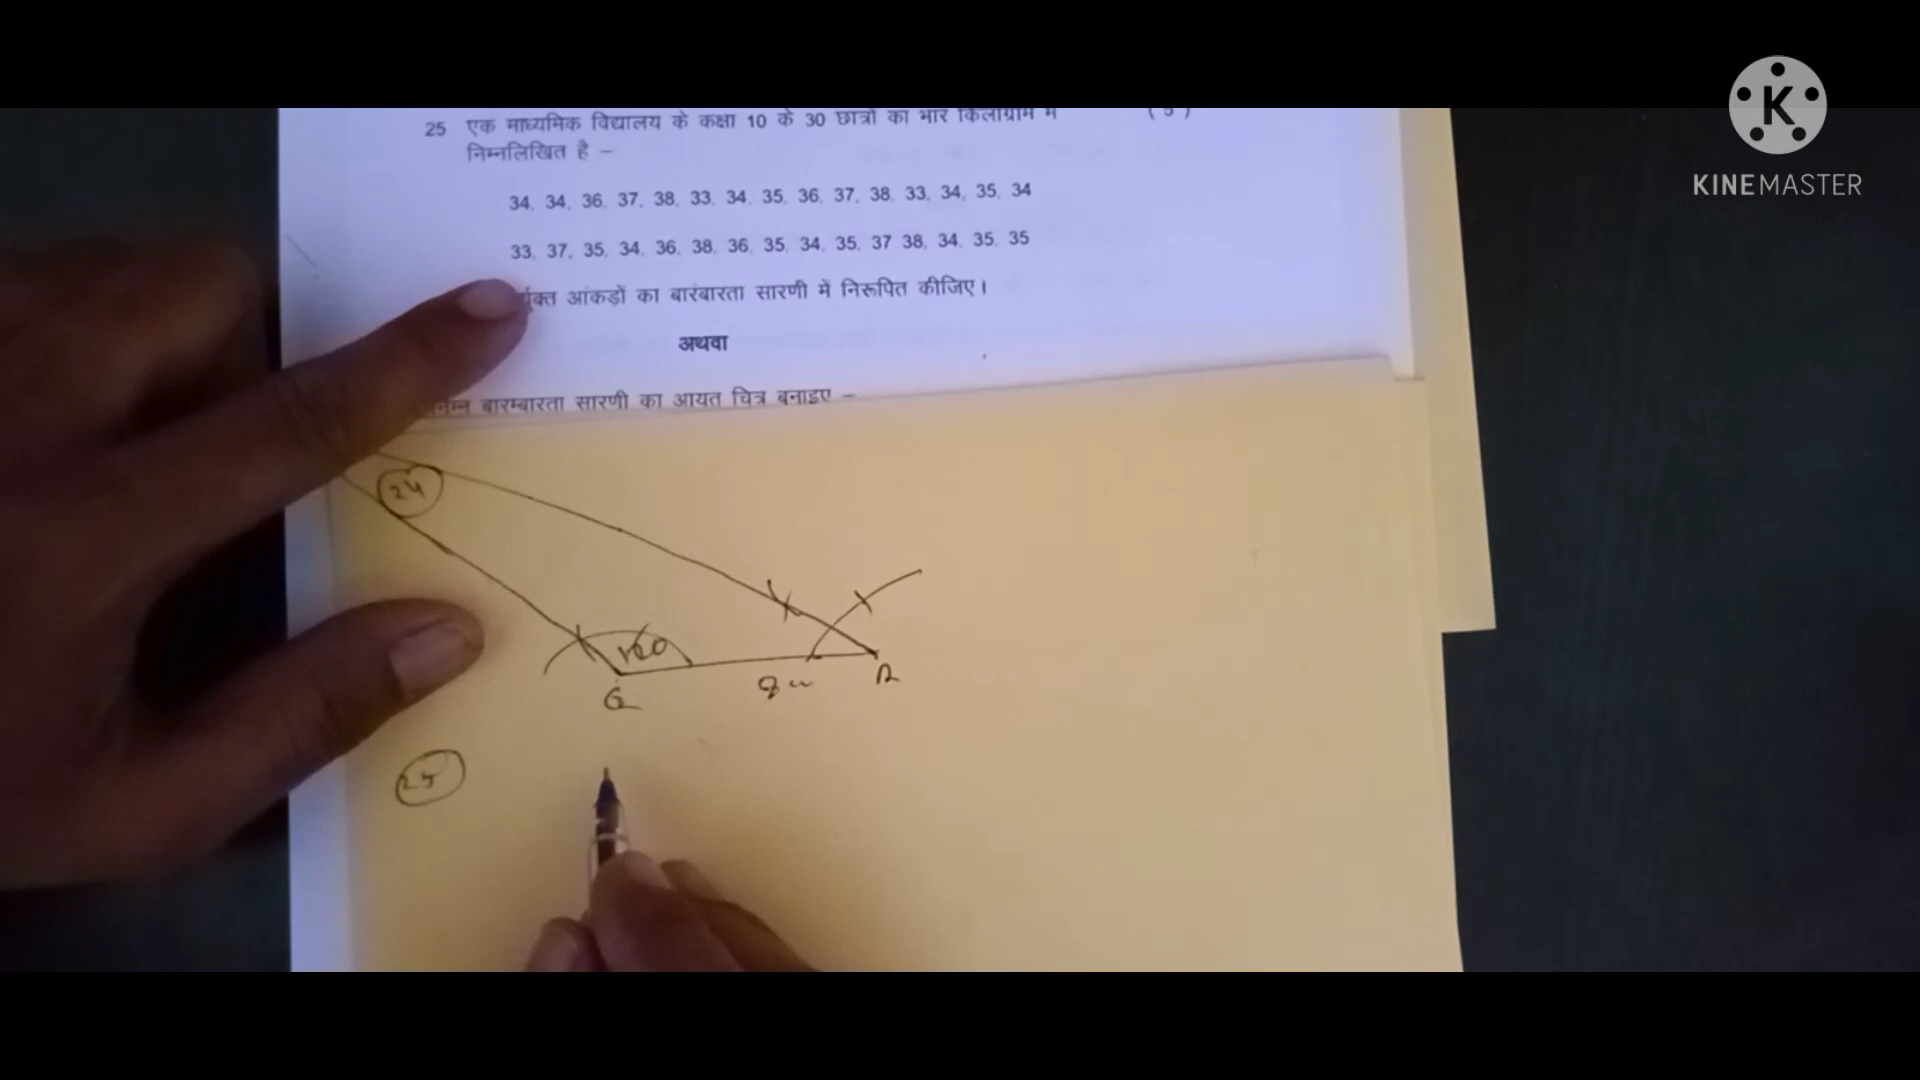 25 एक माध्यमिक विद्यालय के कक्षा 10 के 30 छात्रों का भार किलोग्राम में ( 5 )
निम्नलिखित है –
34, 34, 36, 37, 38, 33, 34, 35, 36, 37, 38, 33, 34, 35, 34
33, 37, 35, 34, 36, 38, 36, 35, 34, 35, 37 38, 34, 35, 35
आंकड़ों का बारंबारता सारणी में निरूपित कीजिए।
अथवा
बारम्बारता सारणी का आयत चित्र बनाइए –
24
120
Q
R
25
K
KINEMASTER